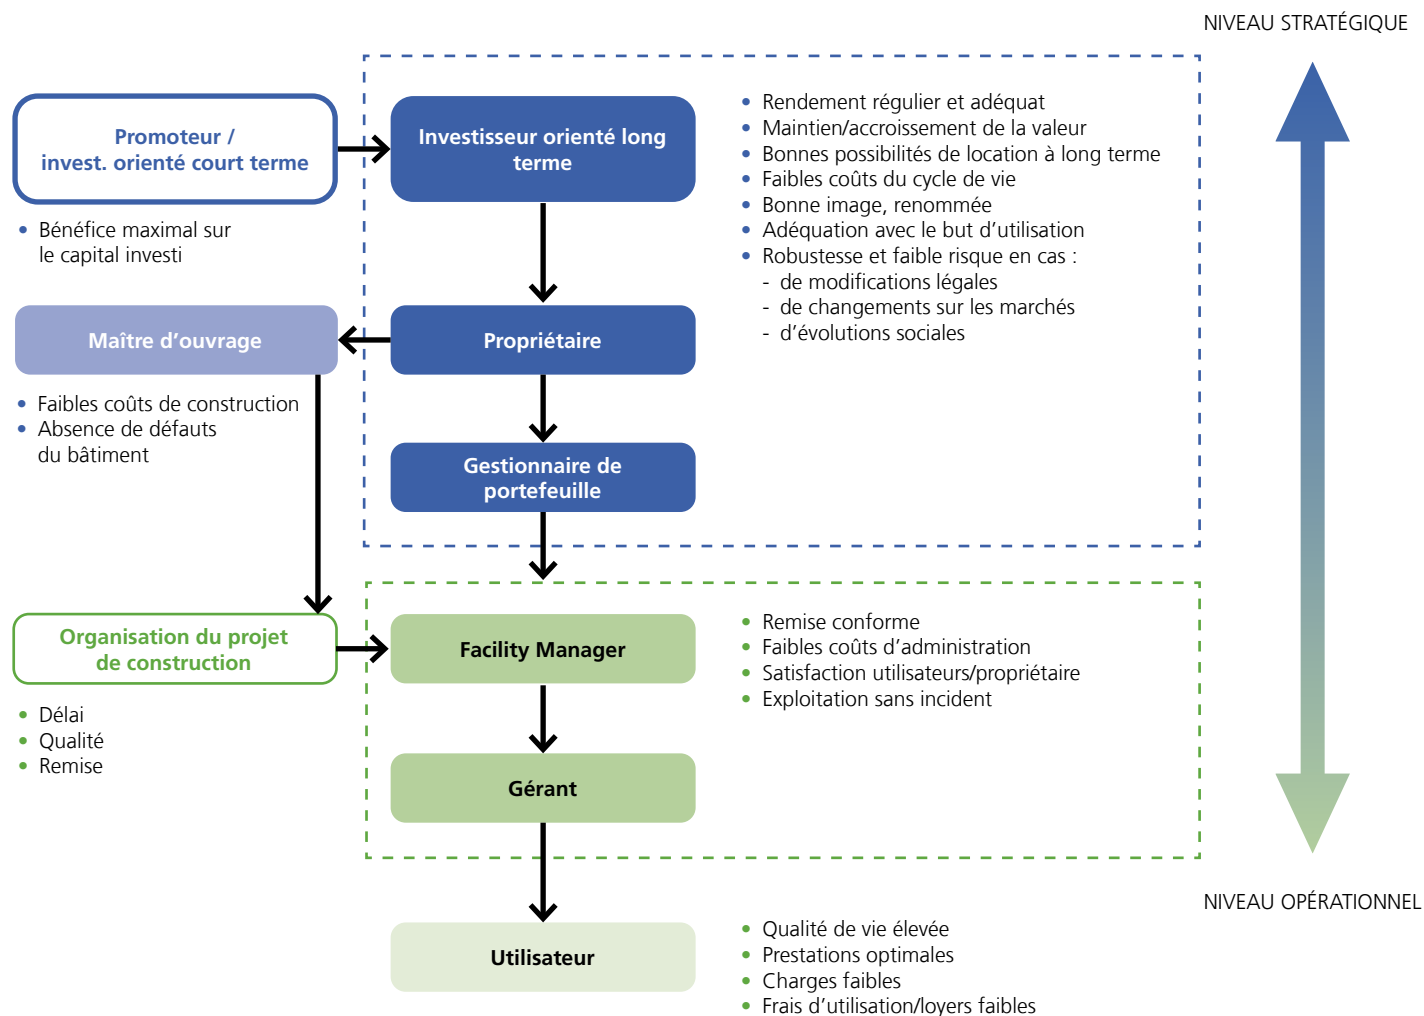 NIVEAU STRATÉGIQUE
Promoteur /
invest. orienté court terme
• Bénéfice maximal sur
le capital investi
Investisseur orienté long
terme
• Rendement régulier et adéquat
• Maintien/accroissement de la valeur
• Bonnes possibilités de location à long terme
• Faibles coûts du cycle de vie
• Bonne image, renommée
• Adéquation avec le but d’utilisation
• Robustesse et faible risque en cas :
- de modifications légales
- de changements sur les marchés
- d’évolutions sociales
Maître d’ouvrage
• Faibles coûts de construction
• Absence de défauts
du bâtiment
Propriétaire
Gestionnaire de
portefeuille
Organisation du projet
de construction
• Délai
• Qualité
• Remise
Facility Manager
• Remise conforme
• Faibles coûts d’administration
• Satisfaction utilisateurs/propriétaire
• Exploitation sans incident
Gérant
NIVEAU OPÉRATIONNEL
Utilisateur
• Qualité de vie élevée
• Prestations optimales
• Charges faibles
• Frais d’utilisation/loyers faibles